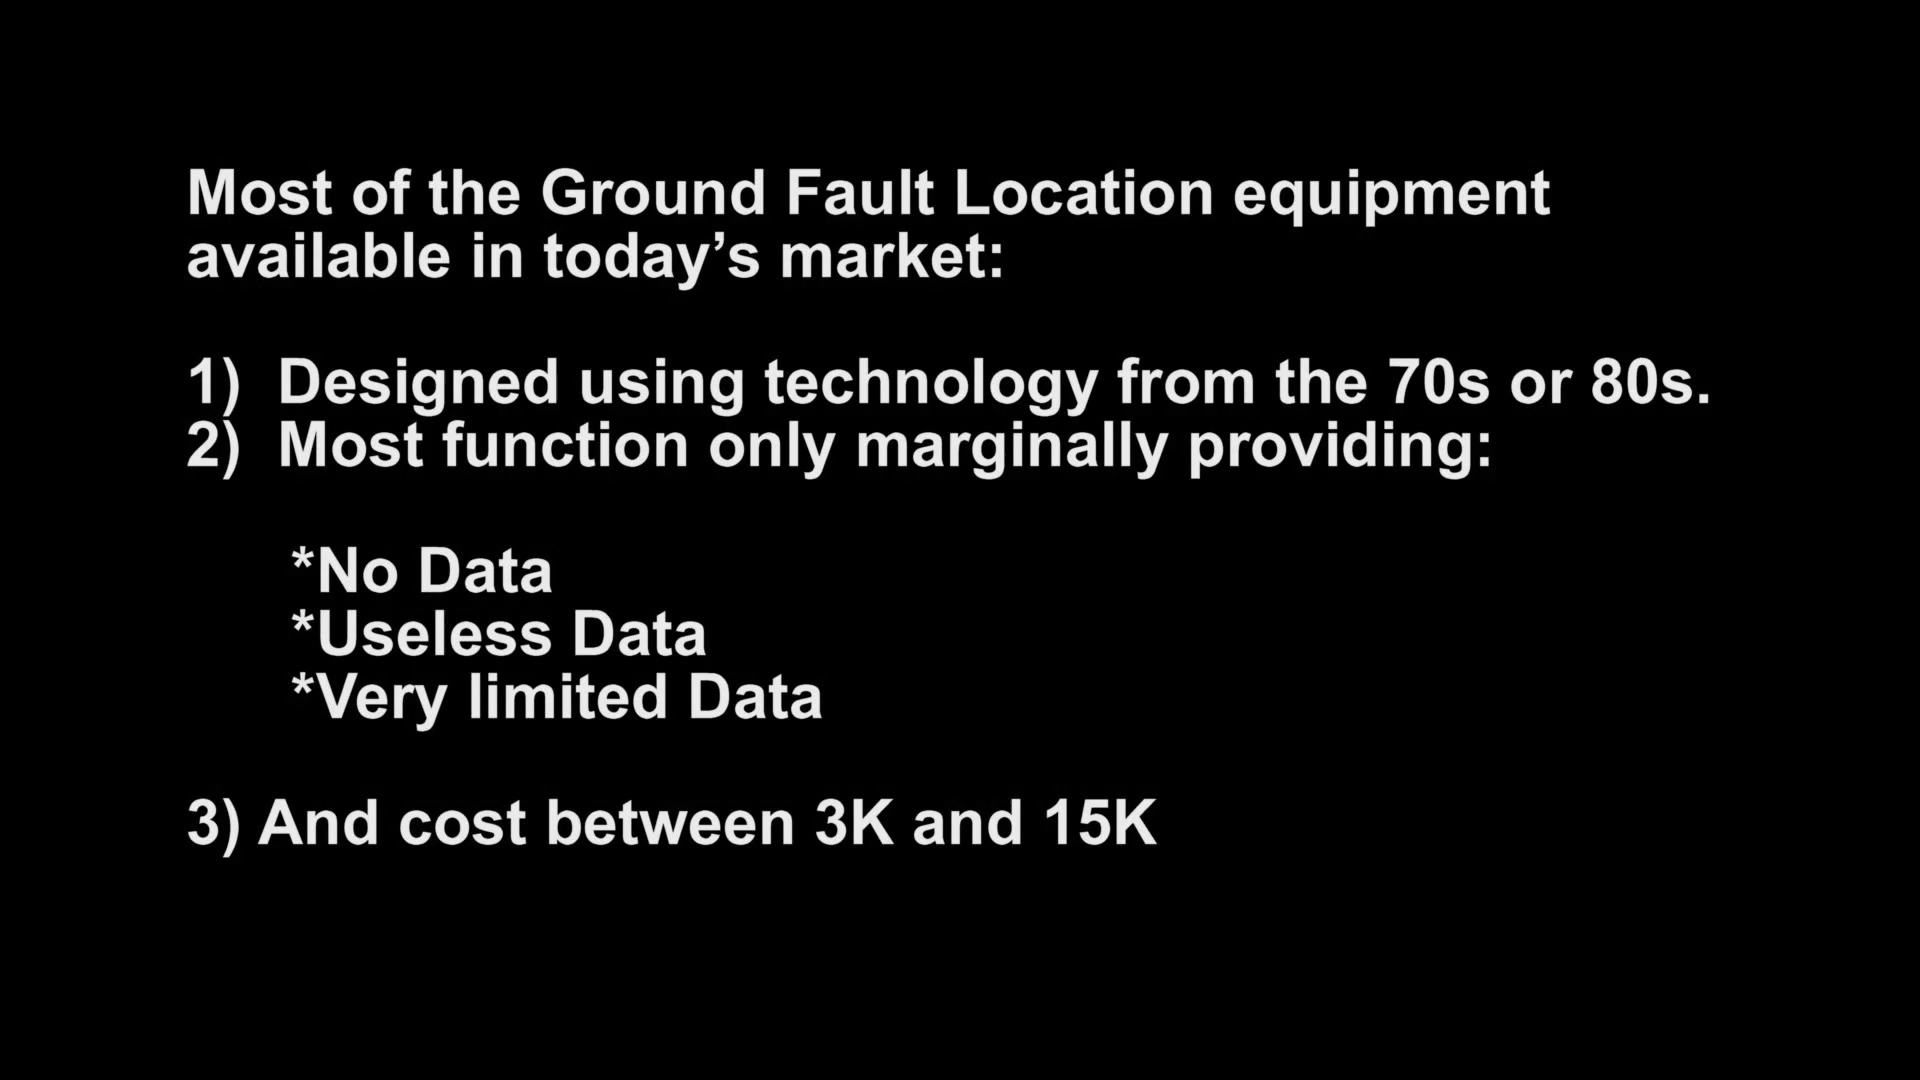 Most of the Ground Fault Location equipment
available in today’s market:
1) Designed using technology from the 70s or 80s.
2) Most function only marginally providing:
*No Data
*Useless Data
*Very limited Data
3) And cost between 3K and 15K